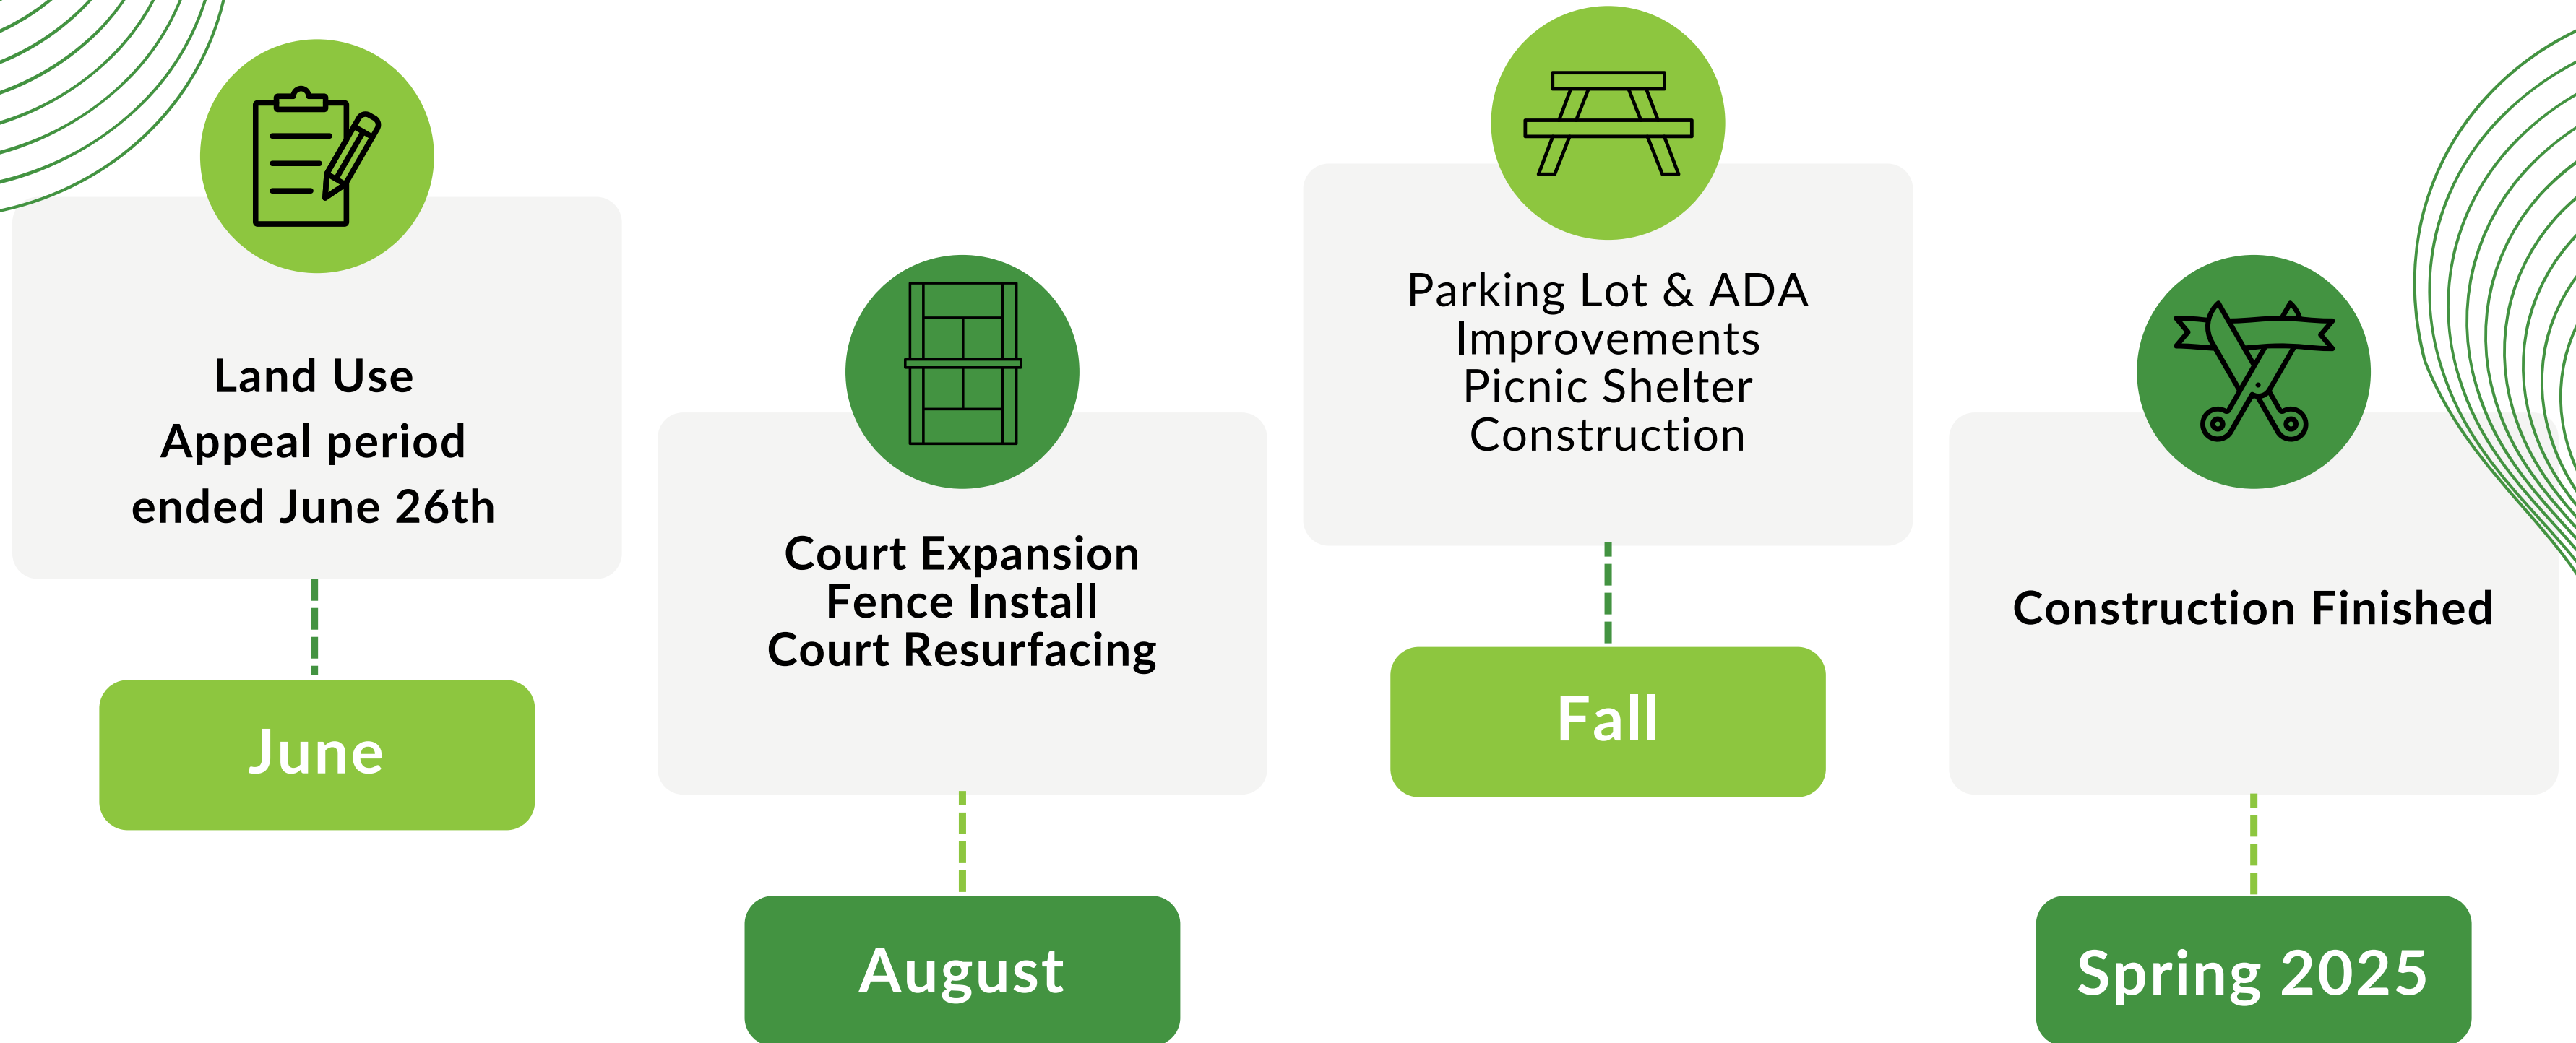 Land Use
Appeal period
ended June 26th
June
Court Expansion
Fence Install
Court Resurfacing
August
Parking Lot & ADA
Improvements
Picnic Shelter
Construction
Fall
Construction Finished
Spring 2025